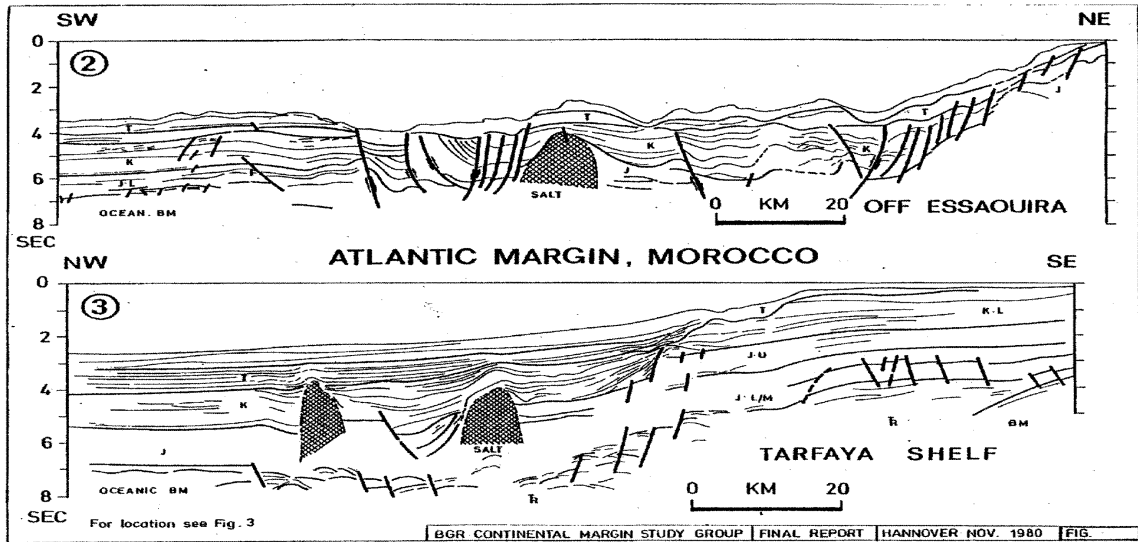 SW NE
0
2
2 T T T J
4 K K K
J-L J
6 SALT 0 KM 20 OFF ESSAOUIRA
OCEAN. BM
8
SEC
NW ATLANTIC MARGIN, MOROCCO SE
0
3 T K-L
2
J-U
T
4 J-L/M
K
TR BM
6 SALT
J TARFAYA SHELF
OCEANIC BM
8 TR 0 KM 20
SEC For location see Fig. 3
BGR CONTINENTAL MARGIN STUDY GROUP FINAL REPORT HANNOVER NOV. 1980 FIG.